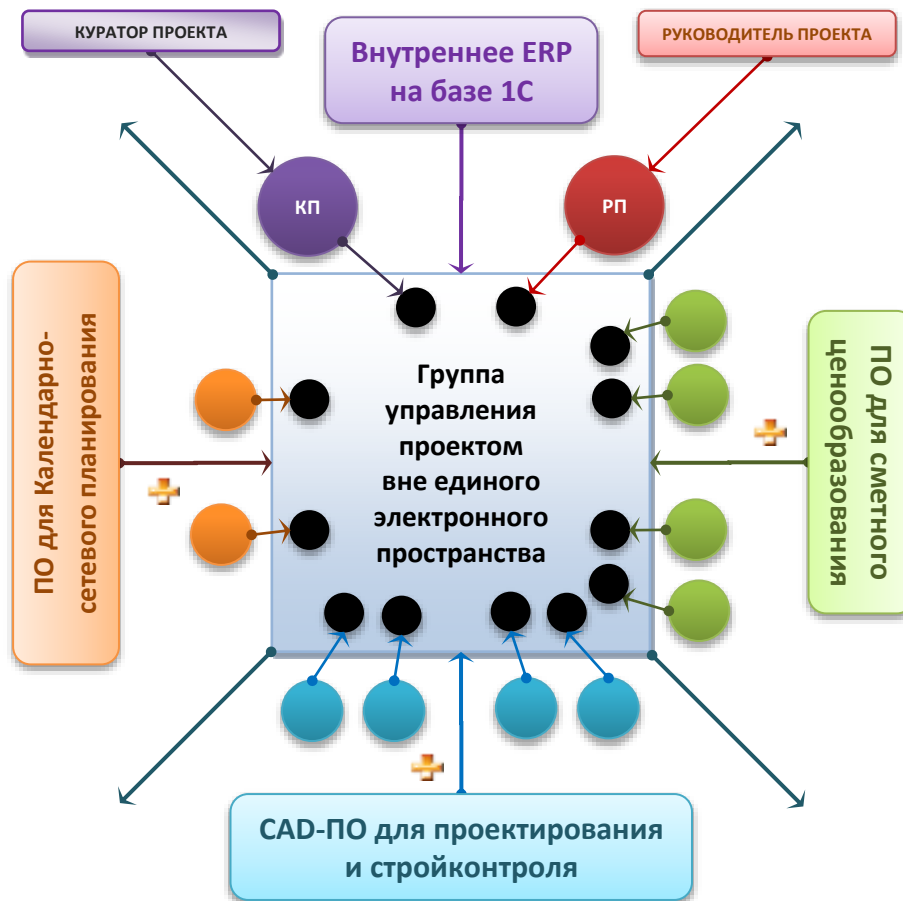 КУРАТОР ПРОЕКТА
Внутреннее ERP
на базе 1С
РУКОВОДИТЕЛЬ ПРОЕКТА
КП
РП
ПО для Календарно-
сетевого планирования
Группа
управления
проектом
вне единого
электронного
пространства
ПО для сметного
ценообразования
CAD-ПО для проектирования
и стройконтроля